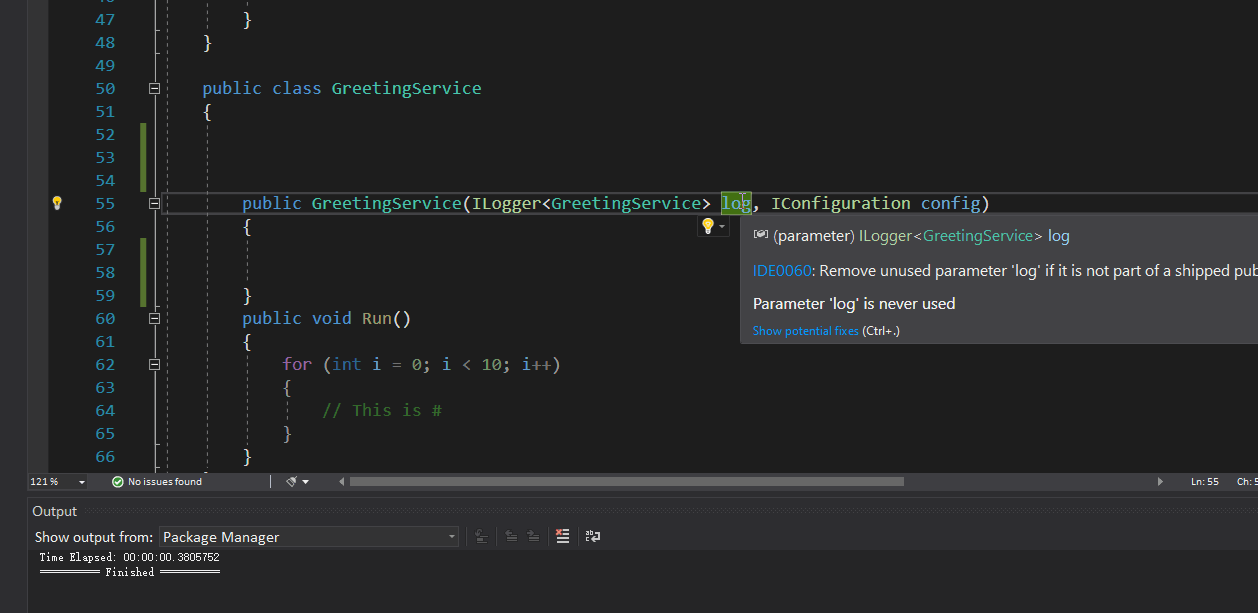 47 }
48 }
49
50 public class GreetingService
51 {
52
53
54
55 public GreetingService(ILogger<GreetingService> log, IConfiguration config)
56 {
57
58
59 }
60 public void Run()
61 {
62 for (int i = 0; i < 10; i++)
63 {
64 // This is #
65 }
66 }
(parameter) ILogger<GreetingService> log
IDE0060: Remove unused parameter 'log' if it is not part of a shipped pub
Parameter 'log' is never used
Show potential fixes (Ctrl+.)
121 % No issues found Ln: 55 Ch: 5
Output
Show output from: Package Manager
Time Elapsed: 00:00:00.3805752
========== Finished ==========